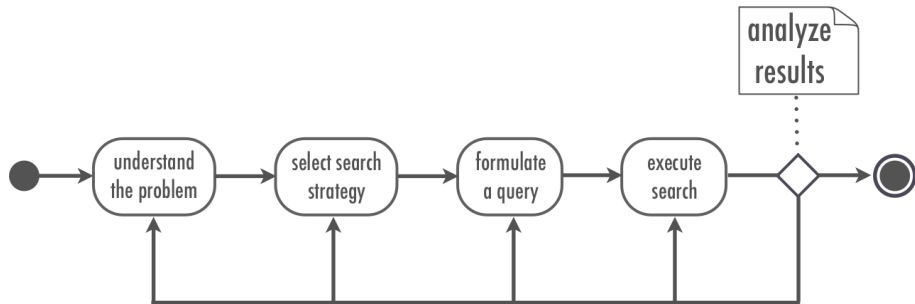 analyze
results
understand
the problem
select search
strategy
formulate
a query
execute
search